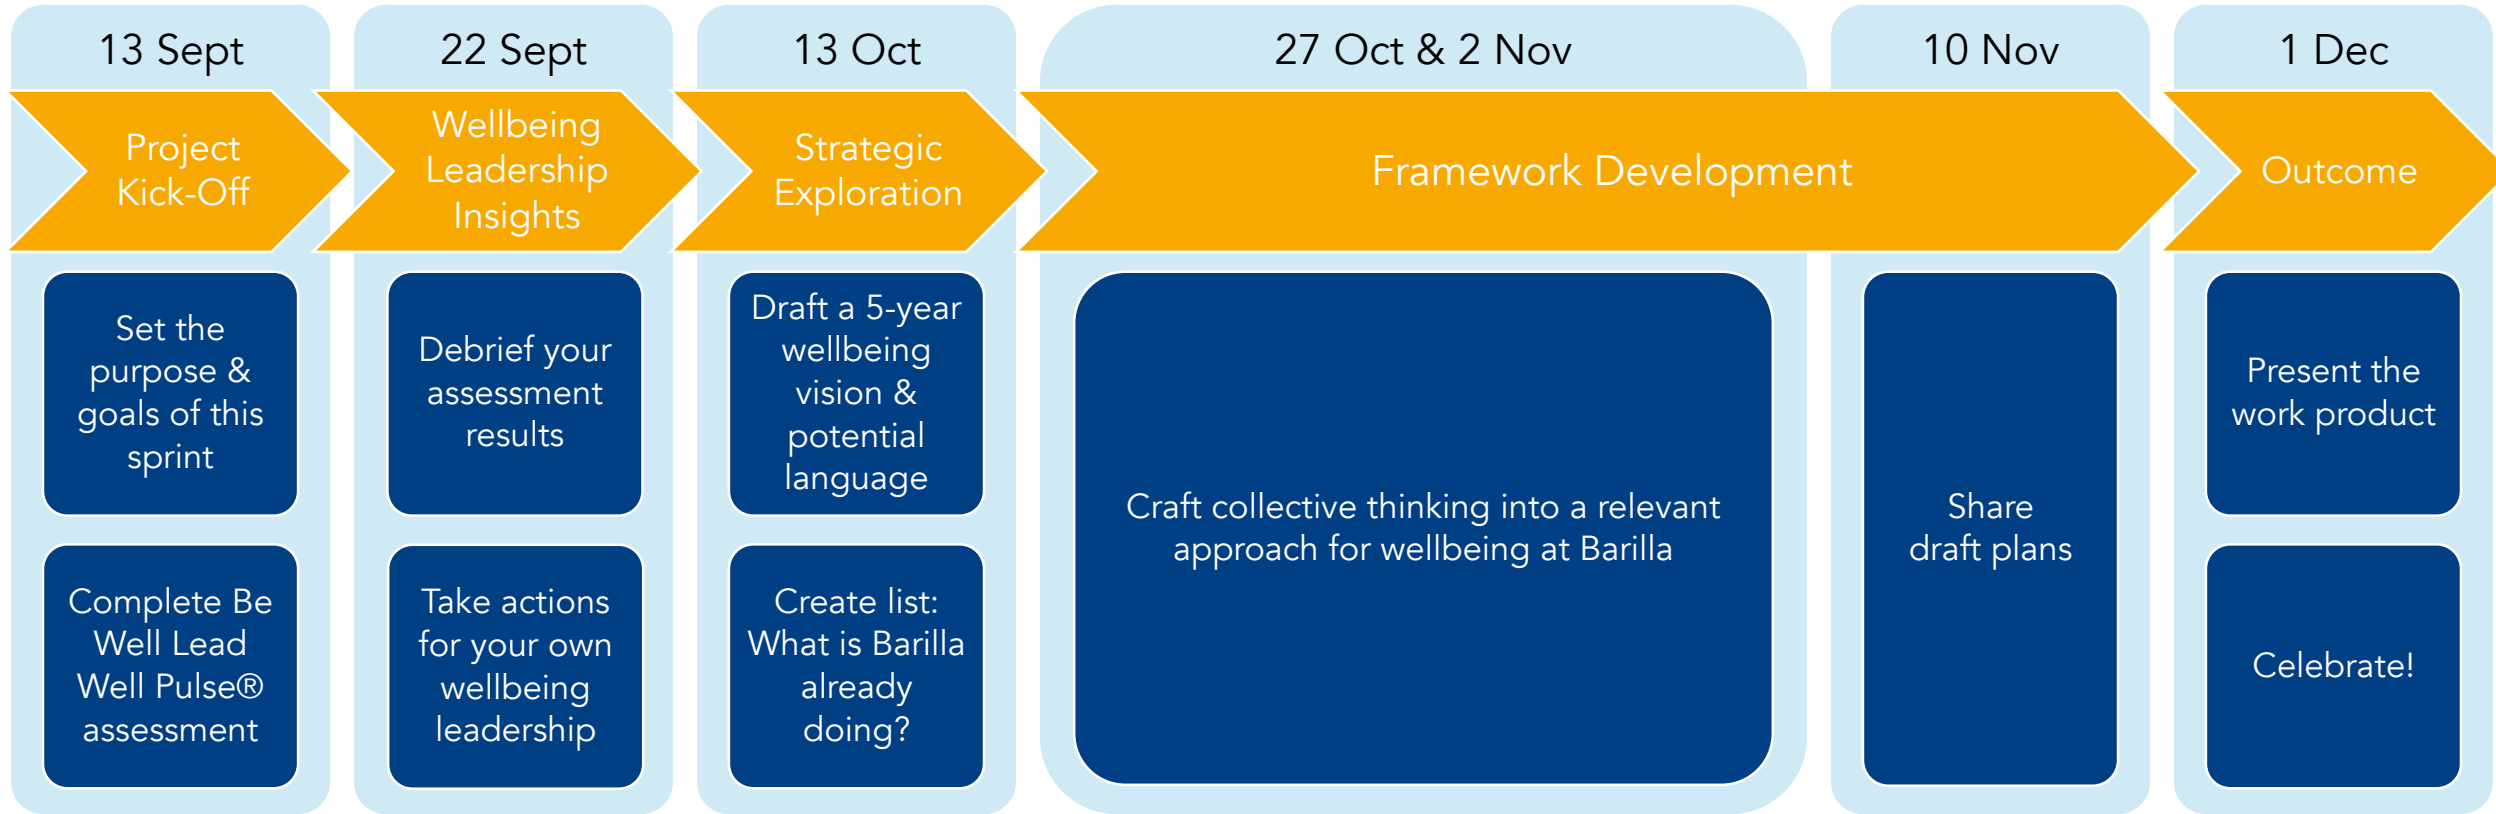 13 Sept
22 Sept
13 Oct
27 Oct & 2 Nov
10 Nov
1 Dec
Project
Kick-Off
Wellbeing
Leadership
Insights
Strategic
Exploration
Framework Development
Outcome
Set the
purpose &
goals of this
sprint
Complete Be
Well Lead
Well Pulse®
assessment
Debrief your
assessment
results
Take actions
for your own
wellbeing
leadership
Draft a 5-year
wellbeing
vision &
potential
language
Create list:
What is Barilla
already
doing?
Craft collective thinking into a relevant
approach for wellbeing at Barilla
Share
draft plans
Present the
work product
Celebrate!